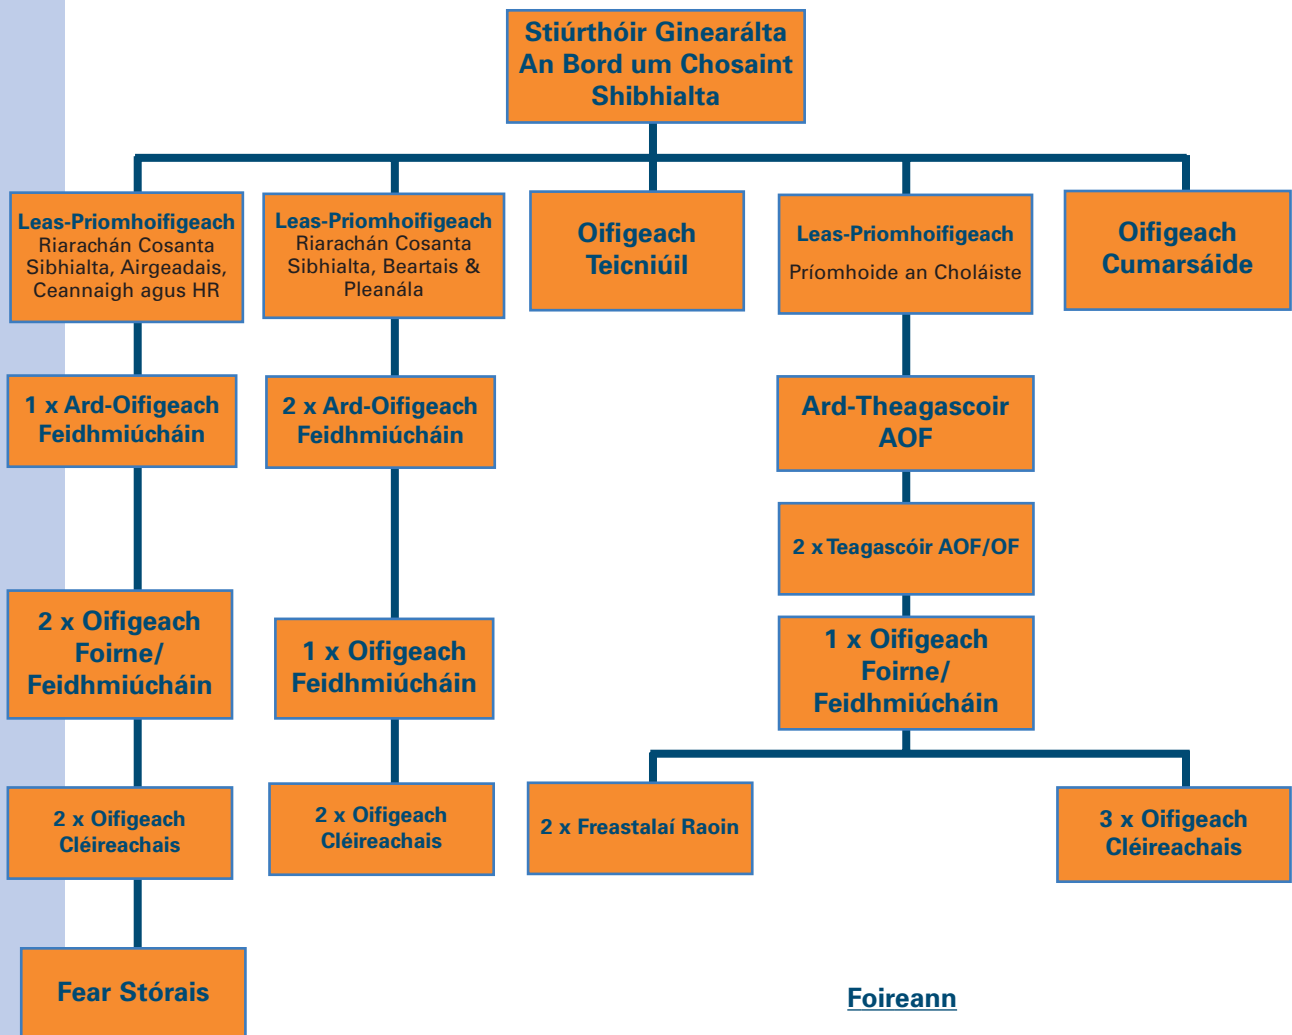 Stiúrthóir Ginearálta
An Bord um Chosaint
Shibhialta
Leas-Priomhoifigeach
Riarachán Cosanta
Sibhialta, Airgeadais,
Ceannaigh agus HR
Leas-Priomhoifigeach
Riarachán Cosanta
Sibhialta, Beartais &
Pleanála
Oifigeach
Teicniúil
Leas-Priomhoifigeach
Príomhoide an Choláiste
Oifigeach
Cumarsáide
1 x Ard-Oifigeach
Feidhmiúcháin
2 x Ard-Oifigeach
Feidhmiúcháin
Ard-Theagascoir
AOF
2 x Teagascóir AOF/OF
2 x Oifigeach
Foirne/
Feidhmiúcháin
1 x Oifigeach
Feidhmiúcháin
1 x Oifigeach
Foirne/
Feidhmiúcháin
2 x Oifigeach
Cléireachais
2 x Oifigeach
Cléireachais
2 x Freastalaí Raoin
3 x Oifigeach
Cléireachais
Fear Stórais
Foireann